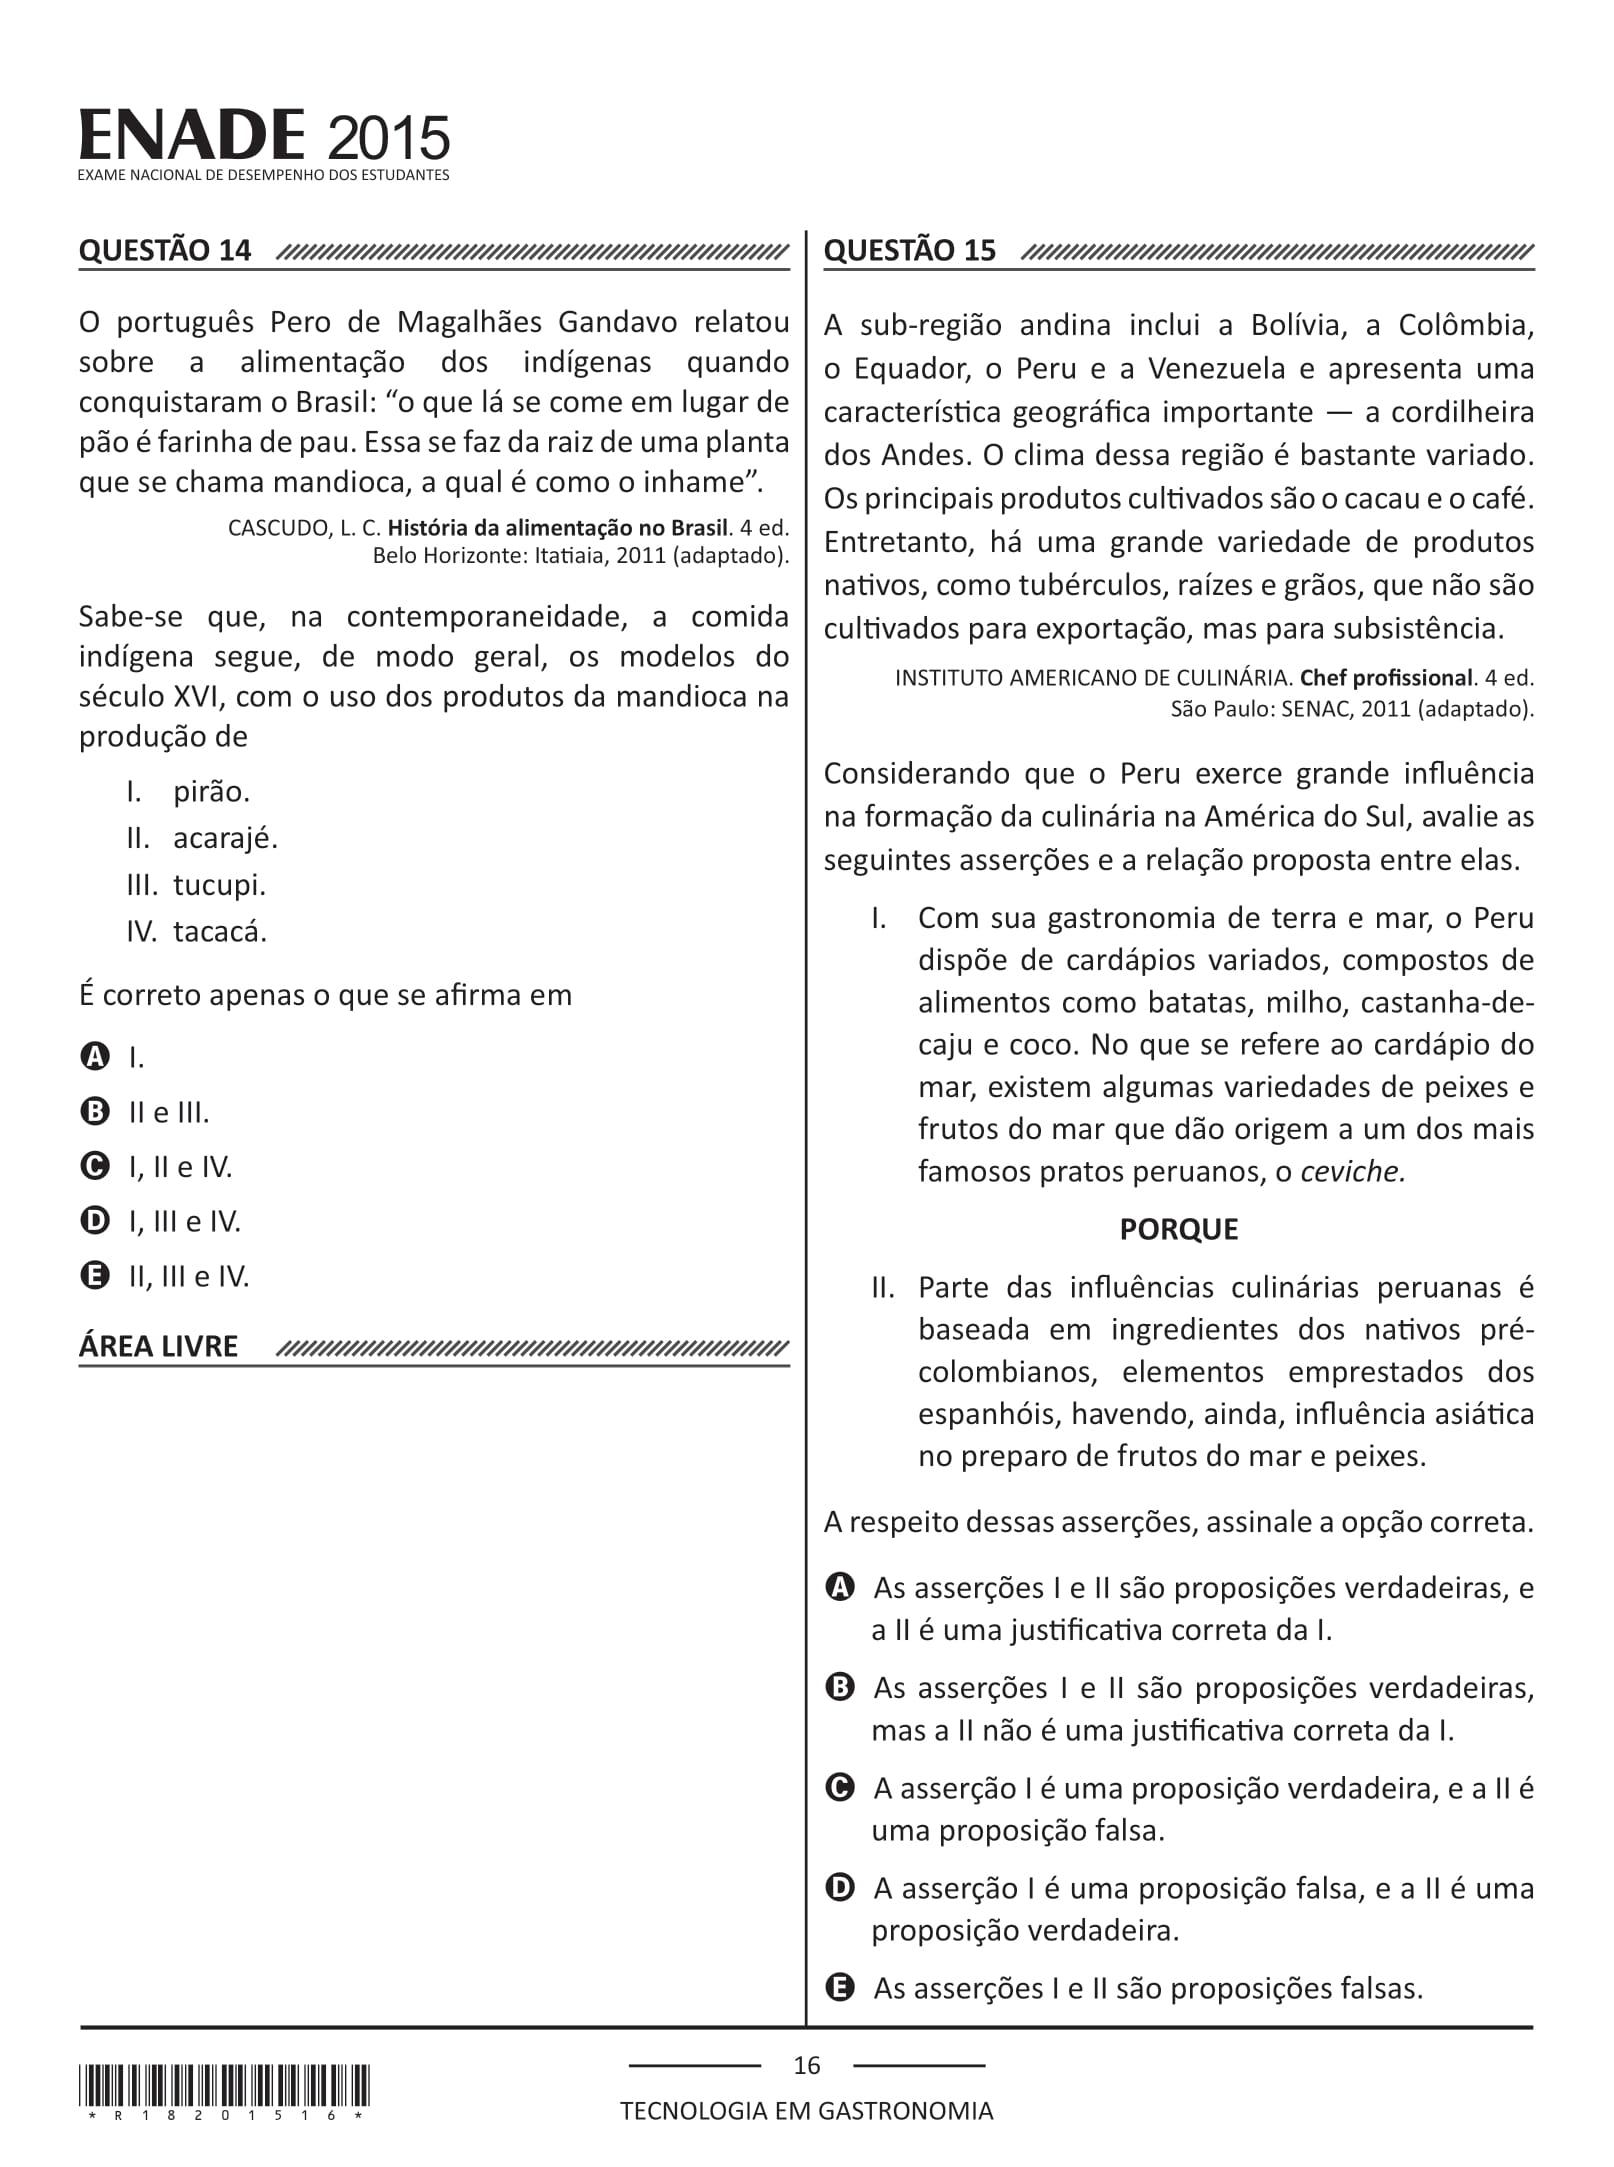 ENADE 2015
EXAME NACIONAL DE DESEMPENHO DOS ESTUDANTES
QUESTÃO 14
O português Pero de Magalhães Gandavo relatou
sobre a alimentação dos indígenas quando
conquistaram o Brasil: “o que lá se come em lugar de
pão é farinha de pau. Essa se faz da raiz de uma planta
que se chama mandioca, a qual é como o inhame”.
CASCUDO, L. C. História da alimentação no Brasil. 4 ed.
Belo Horizonte: Itatiaia, 2011 (adaptado).
Sabe-se que, na contemporaneidade, a comida
indígena segue, de modo geral, os modelos do
século XVI, com o uso dos produtos da mandioca na
produção de
I. pirão.
II. acarajé.
III. tucupi.
IV. tacacá.
É correto apenas o que se afirma em
A I.
B II e III.
C I, II e IV.
D I, III e IV.
E II, III e IV.
ÁREA LIVRE
QUESTÃO 15
A sub-região andina inclui a Bolívia, a Colômbia,
o Equador, o Peru e a Venezuela e apresenta uma
característica geográfica importante — a cordilheira
dos Andes. O clima dessa região é bastante variado.
Os principais produtos cultivados são o cacau e o café.
Entretanto, há uma grande variedade de produtos
nativos, como tubérculos, raízes e grãos, que não são
cultivados para exportação, mas para subsistência.
INSTITUTO AMERICANO DE CULINÁRIA. Chef profissional. 4 ed.
São Paulo: SENAC, 2011 (adaptado).
Considerando que o Peru exerce grande influência
na formação da culinária na América do Sul, avalie as
seguintes asserções e a relação proposta entre elas.
I. Com sua gastronomia de terra e mar, o Peru
dispõe de cardápios variados, compostos de
alimentos como batatas, milho, castanha-de-
caju e coco. No que se refere ao cardápio do
mar, existem algumas variedades de peixes e
frutos do mar que dão origem a um dos mais
famosos pratos peruanos, o ceviche.
PORQUE
II. Parte das influências culinárias peruanas é
baseada em ingredientes dos nativos pré-
colombianos, elementos emprestados dos
espanhóis, havendo, ainda, influência asiática
no preparo de frutos do mar e peixes.
A respeito dessas asserções, assinale a opção correta.
A As asserções I e II são proposições verdadeiras, e
a II é uma justificativa correta da I.
B As asserções I e II são proposições verdadeiras,
mas a II não é uma justificativa correta da I.
C A asserção I é uma proposição verdadeira, e a II é
uma proposição falsa.
D A asserção I é uma proposição falsa, e a II é uma
proposição verdadeira.
E As asserções I e II são proposições falsas.
*R18201516*
16
TECNOLOGIA EM GASTRONOMIA